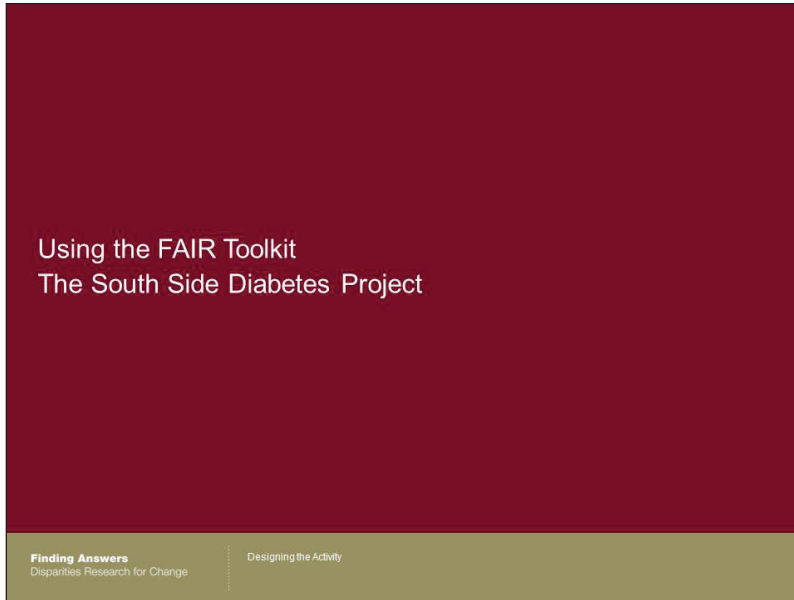 Using the FAIR Toolkit
The South Side Diabetes Project
Finding Answers
Disparities Research for Change
Designing the Activity